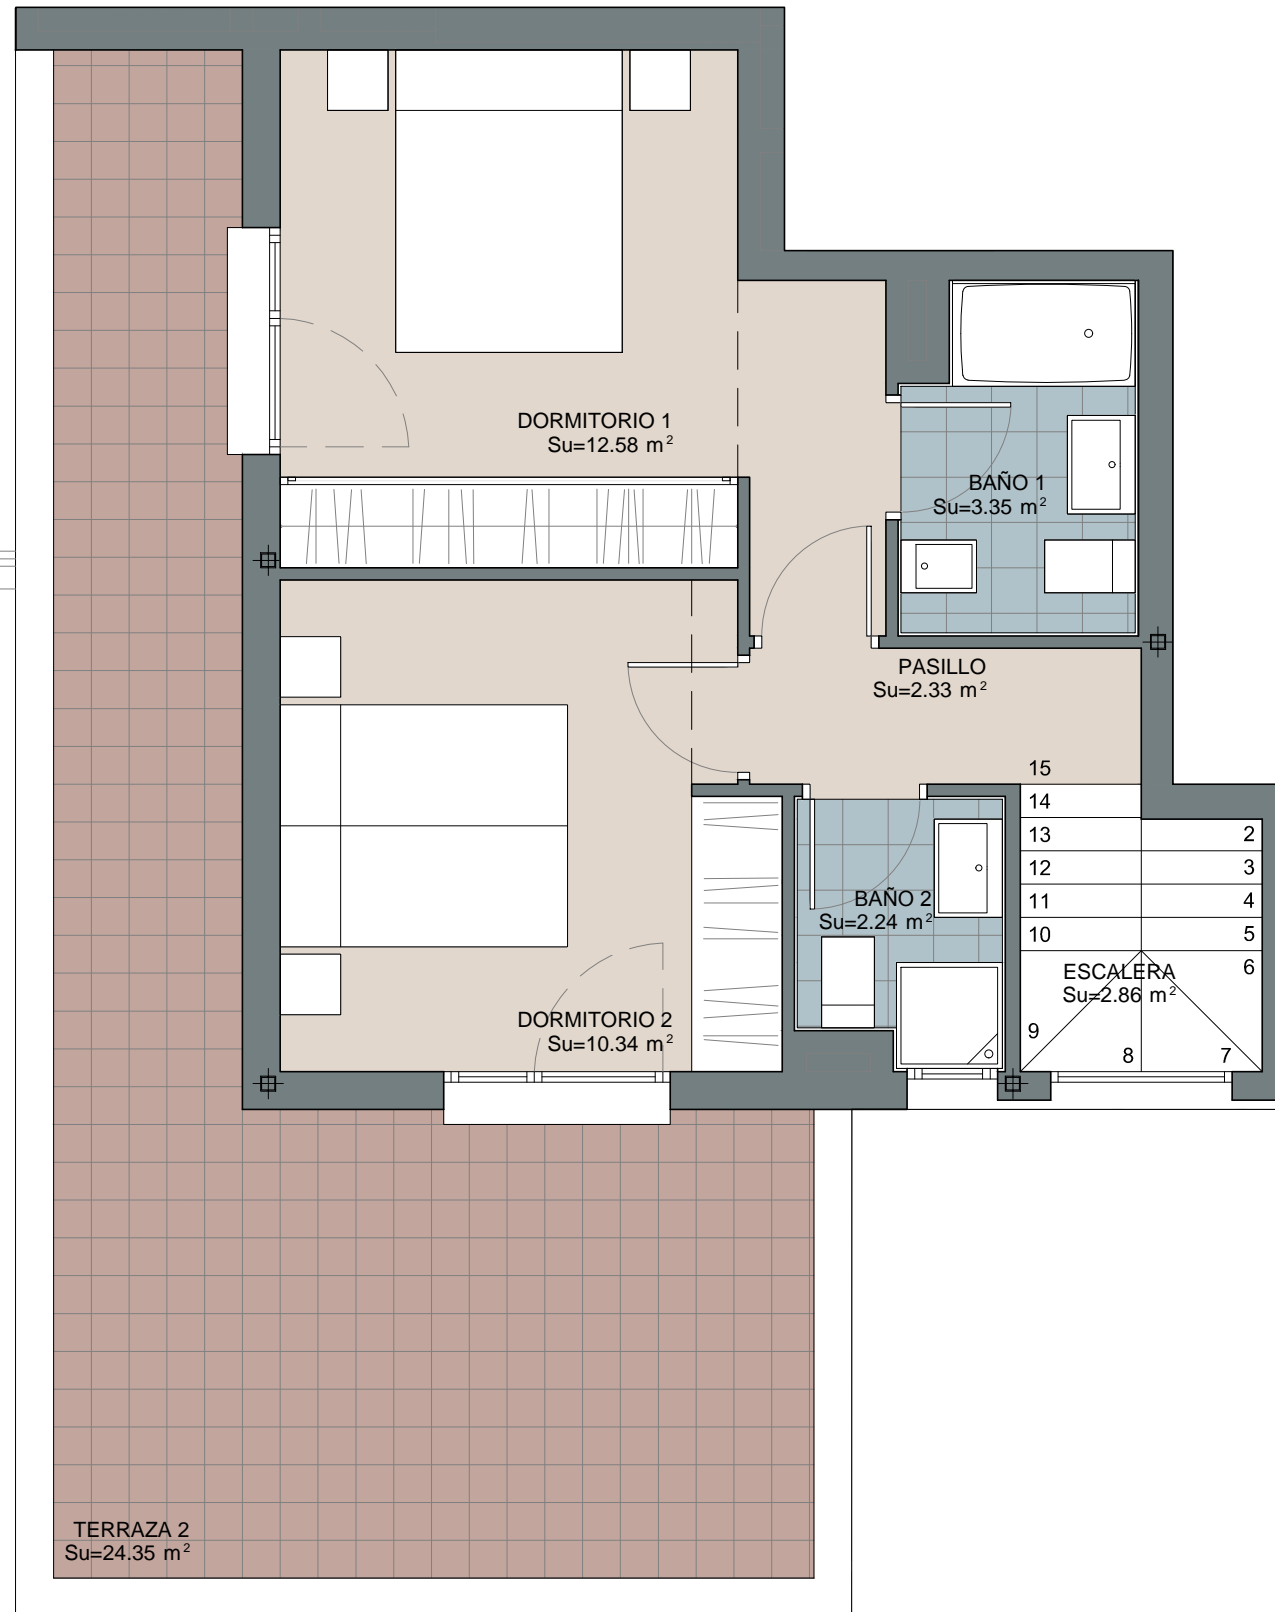 DORMITORIO 1
Su=12.58 m²
BAÑO 1
Su=3.35 m²
PASILLO
Su=2.33 m²
15
14
13
12
11
10
9
8
7
6
5
4
3
2
ESCALERA
Su=2.86 m²
BAÑO 2
Su=2.24 m²
DORMITORIO 2
Su=10.34 m²
TERRAZA 2
Su=24.35 m²